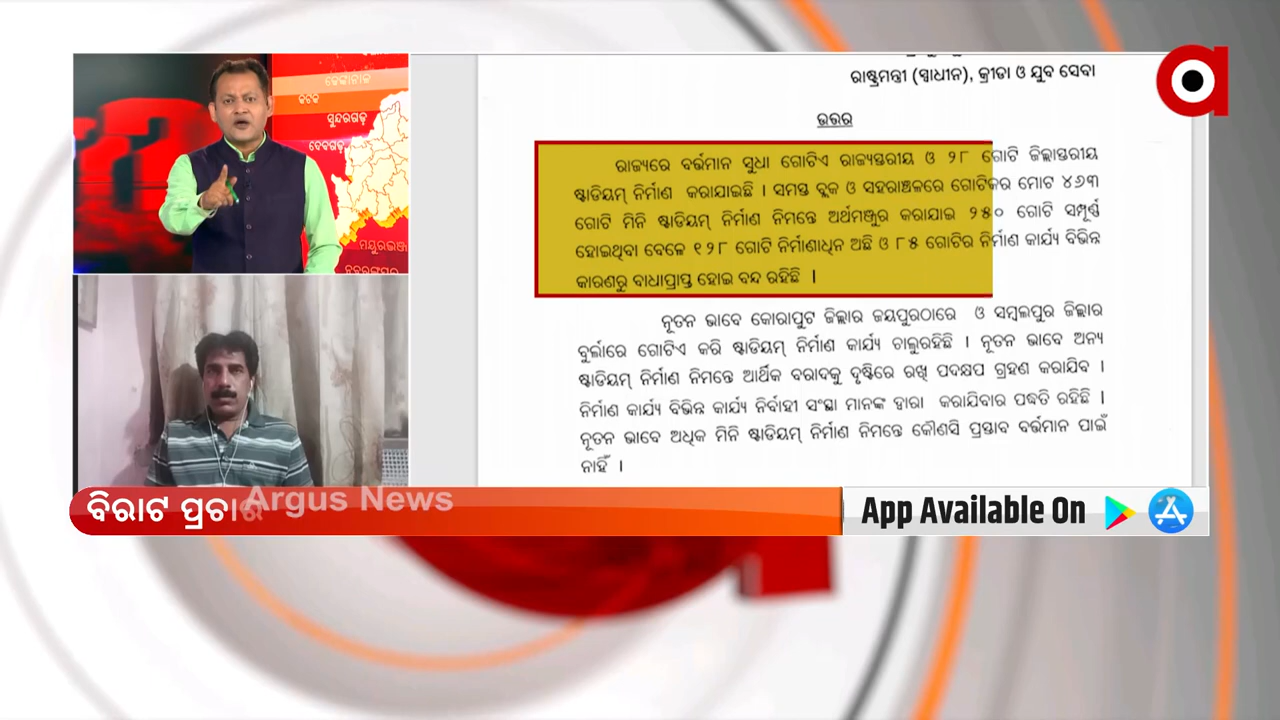 ଢେଙ୍କାନାଳ
କଟକ
ସୁନ୍ଦରଗଡ଼
ଦେବଗଡ଼
ମୟୂରଭଞ୍ଜ
ରାଷ୍ଟ୍ରମନ୍ତ୍ରୀ (ସ୍ୱାଧୀନ), କ୍ରୀଡା ଓ ଯୁବ ସେବା
ଉତ୍ତର
ରାଜ୍ୟରେ ବର୍ତ୍ତମାନ ସୁଧା ଗୋଟିଏ ରାଜ୍ୟସ୍ତରୀୟ ଓ ୨୮ ଗୋଟି ଜିଲ୍ଲାସ୍ତରୀୟ
ଷ୍ଟାଡିୟମ୍ ନିର୍ମାଣ କରାଯାଇଛି । ସମସ୍ତ ବ୍ଲକ ଓ ସହରାଞ୍ଚଳରେ ଗୋଟିକର ମୋଟ ୪୬୩
ଗୋଟି ମିନି ଷ୍ଟାଡିୟମ୍ ନିର୍ମାଣ ନିମନ୍ତେ ଅର୍ଥମଞ୍ଜୁର କରାଯାଇ ୨୫୦ ଗୋଟି ସମ୍ପୂର୍ଣ୍ଣ
ହୋଇଥିବା ବେଳେ ୧୨୮ ଗୋଟି ନିର୍ମାଣାଧିନ ଅଛି ଓ ୮୫ ଗୋଟିର ନିର୍ମାଣ କାର୍ଯ୍ୟ ବିଭିନ୍ନ
କାରଣରୁ ବାଧାପ୍ରାପ୍ତ ହୋଇ ବନ୍ଦ ରହିଛି ।
ନୂତନ ଭାବେ କୋରାପୁଟ ଜିଲ୍ଲାର ଜୟପୁରଠାରେ ଓ ସମ୍ବଲପୁର ଜିଲ୍ଲାର
ବୁର୍ଲାରେ ଗୋଟିଏ କରି ଷ୍ଟାଡିୟମ୍ ନିର୍ମାଣ କାର୍ଯ୍ୟ ଚାଲୁରହିଛି । ନୂତନ ଭାବେ ଅନ୍ୟ
ଷ୍ଟାଡିୟମ୍ ନିର୍ମାଣ ନିମନ୍ତେ ଆର୍ଥିକ ବରାଦକୁ ଦୃଷ୍ଟିରେ ରଖି ପଦକ୍ଷପ ଗ୍ରହଣ କରାଯିବ ।
ନିର୍ମାଣ କାର୍ଯ୍ୟ ବିଭିନ୍ନ କାର୍ଯ୍ୟ ନିର୍ବାହୀ ସଂସ୍ଥା ମାନଙ୍କ ଦ୍ୱାରା କରାଯିବାର ପଦ୍ଧତି ରହିଛି ।
ନୂତନ ଭାବେ ଅଧିକ ମିନି ଷ୍ଟାଡିୟମ୍ ନିର୍ମାଣ ନିମନ୍ତେ କୌଣସି ପ୍ରସ୍ତାବ ବର୍ତ୍ତମାନ ପାଇଁ
ନାହିଁ ।
ବିରାଟ ପ୍ରଚାର
Argus News
App Available On